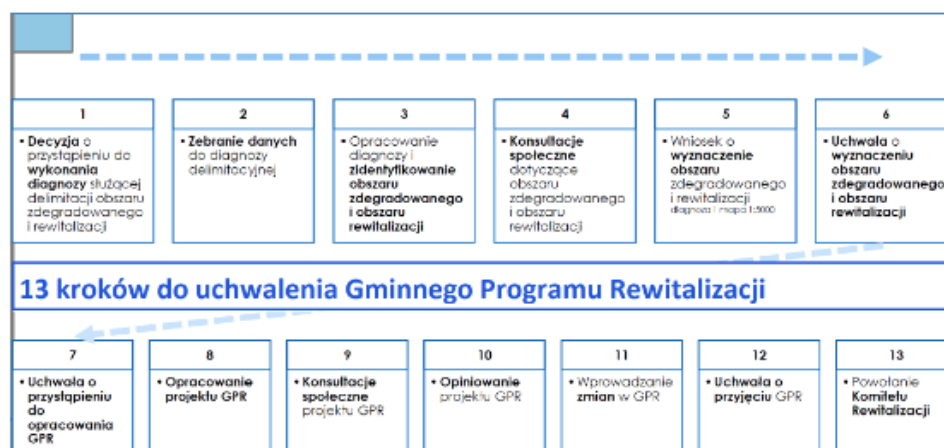 1
• Decyzja o
przystąpieniu do
wykonania
diagnozy służącej
delimitacji obszaru
zdegradowanego
i rewitalizacji
2
• Zebranie danych
do diagnozy
delimitacyjnej
3
• Opracowanie
diagnozy i
zidentyfikowanie
obszaru
zdegradowanego
i obszaru
rewitalizacji
4
• Konsultacje
społeczne
dotyczące
obszaru
zdegradowanego
i obszaru
rewitalizacji
5
• Wniosek o
wyznaczenie
obszaru
zdegradowanego
i rewitalizacji
diagnoza i mapa 1:5000
6
• Uchwała o
wyznaczeniu
obszaru
zdegradowanego
i obszaru
rewitalizacji
13 kroków do uchwalenia Gminnego Programu Rewitalizacji
7
• Uchwała o
przystąpieniu
do
opracowania
GPR
8
• Opracowanie
projektu GPR
9
• Konsultacje
społeczne
projektu GPR
10
• Opiniowanie
projektu GPR
11
• Wprowadzanie
zmian w GPR
12
• Uchwała o
przyjęciu GPR
13
• Powołanie
Komitetu
Rewitalizacji